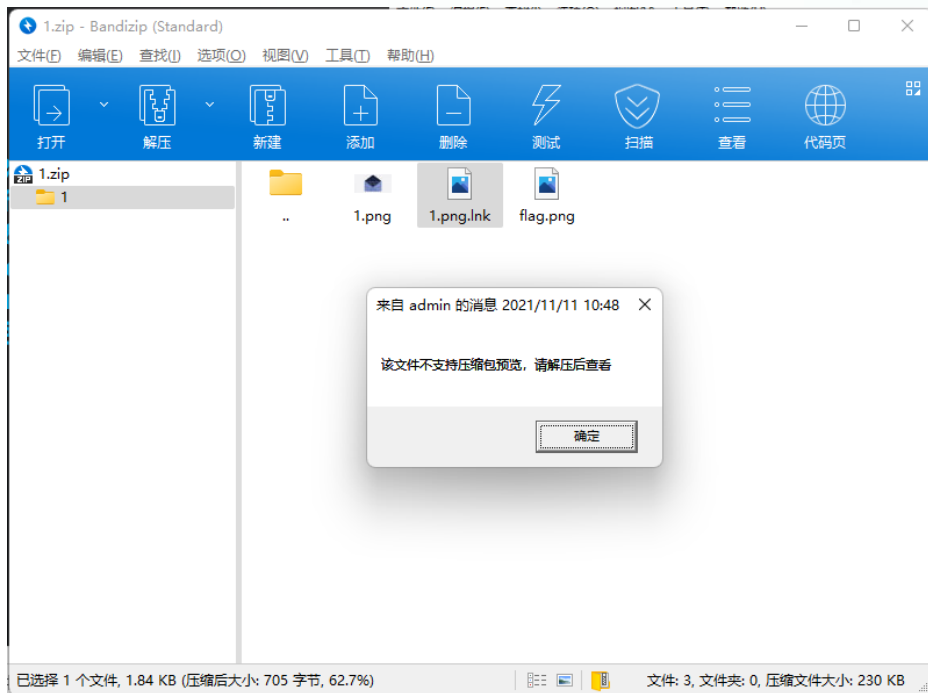 1.zip - Bandizip (Standard)
文件(F) 编辑(E) 查找(I) 选项(O) 视图(V) 工具(T) 帮助(H)
打开 解压 新建 添加 删除 测试 扫描 查看 代码页
1.zip
1
.. 1.png 1.png.lnk flag.png
来自 admin 的消息 2021/11/11 10:48
该文件不支持压缩包预览，请解压后查看
确定
已选择 1 个文件, 1.84 KB (压缩后大小: 705 字节, 62.7%)
文件: 3, 文件夹: 0, 压缩文件大小: 230 KB